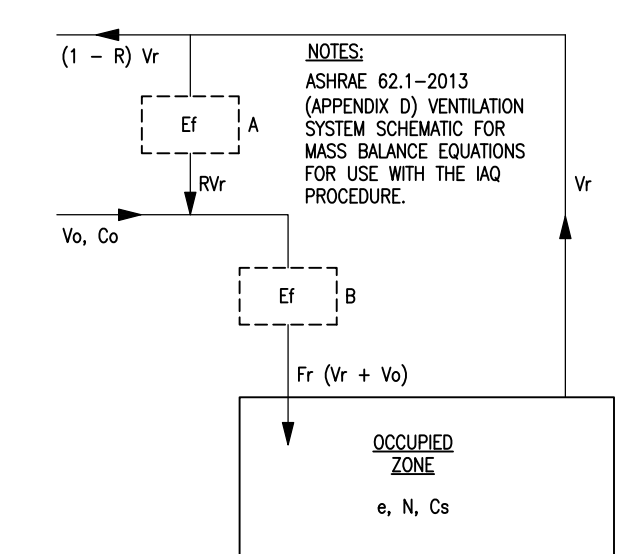 (1 - R) Vr
NOTES:
ASHRAE 62.1-2013
(APPENDIX D) VENTILATION
SYSTEM SCHEMATIC FOR
MASS BALANCE EQUATIONS
FOR USE WITH THE IAQ
PROCEDURE.
Ef
A
RVr
Vr
Vo, Co
Ef
B
Fr (Vr + Vo)
OCCUPIED
ZONE
e, N, Cs